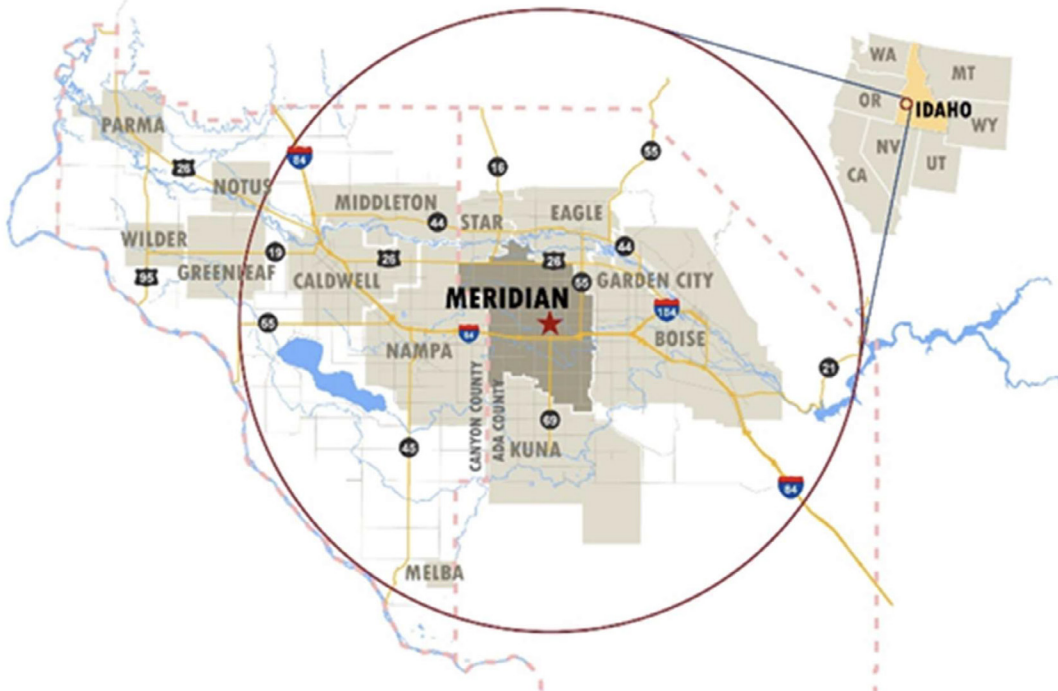 WA
MT
OR
IDAHO
WY
NV
UT
CA
PARMA
26
84
16
55
NOTUS
MIDDLETON
44
STAR
EAGLE
WILDER
19
26
26
44
95
GREENLEAF
CALDWELL
55
GARDEN CITY
MERIDIAN
184
55
84
NAMPA
BOISE
21
CANYON COUNTY
ADA COUNTY
69
45
KUNA
84
MELBA